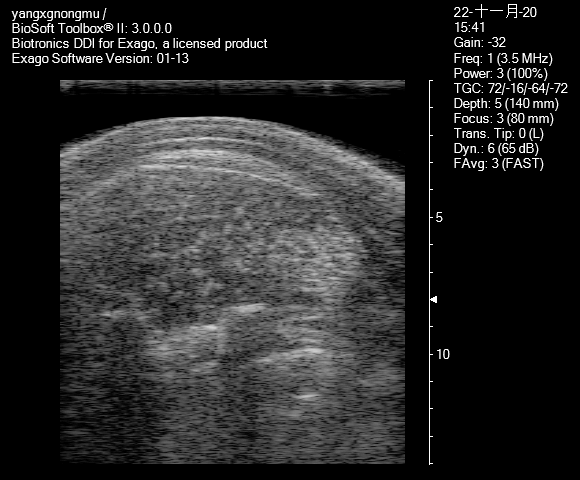 yangxgnongmu /
BioSoft Toolbox® II: 3.0.0.0
Biotronics DDI for Exago, a licensed product
Exago Software Version: 01-13
22-十一月-20
15:41
Gain: -32
Freq: 1 (3.5 MHz)
Power: 3 (100%)
TGC: 72/-16/-64/-72
Depth: 5 (140 mm)
Focus: 3 (80 mm)
Trans. Tip: 0 (L)
Dyn.: 6 (65 dB)
FAvg: 3 (FAST)
5
10